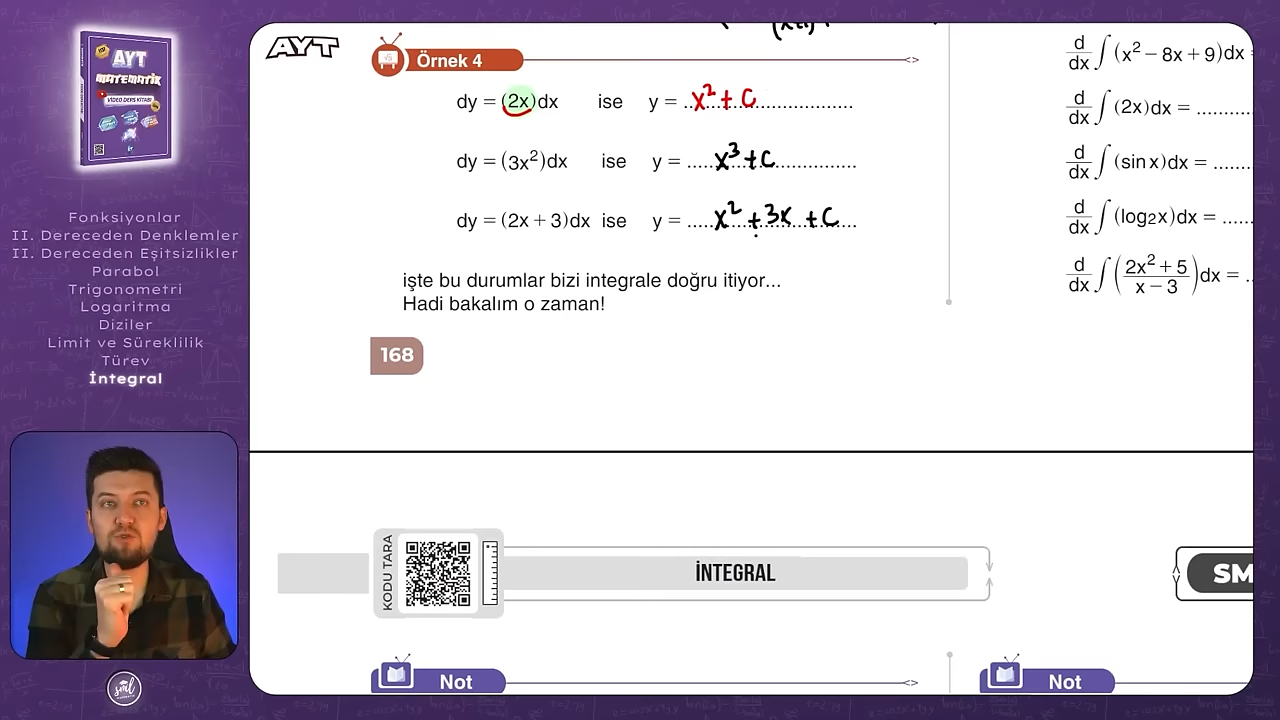 AYT
MATEMATİK
VİDEO DERS KİTABI
Fonksiyonlar
II. Dereceden Denklemler
II. Dereceden Eşitsizlikler
Parabol
Trigonometri
Logaritma
Diziler
Limit ve Süreklilik
Türev
İntegral
sml
AYT
Örnek 4
dy = (2x)dx ise y = ...x² + c...................
dy = (3x²)dx ise y = .....x³ + c................
dy = (2x + 3)dx ise y = .....x² + 3x + c...
işte bu durumlar bizi integrale doğru itiyor...
Hadi bakalım o zaman!
168
d/dx ∫ (x² − 8x + 9)dx
d/dx ∫ (2x)dx = ..........
d/dx ∫ (sin x)dx = .......
d/dx ∫ (log₂x)dx = ......
d/dx ∫ ((2x² + 5)/(x − 3))dx = ..
KODU TARA
İNTEGRAL
SM
Not
Not